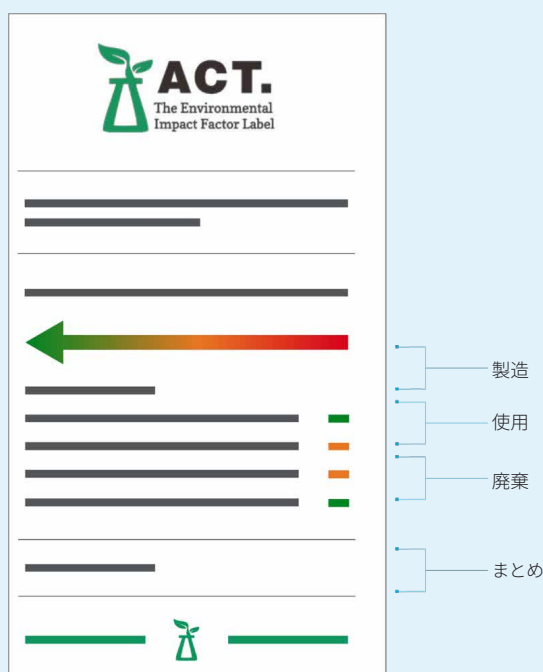 ACT.
The Environmental
Impact Factor Label
製造
使用
廃棄
まとめ